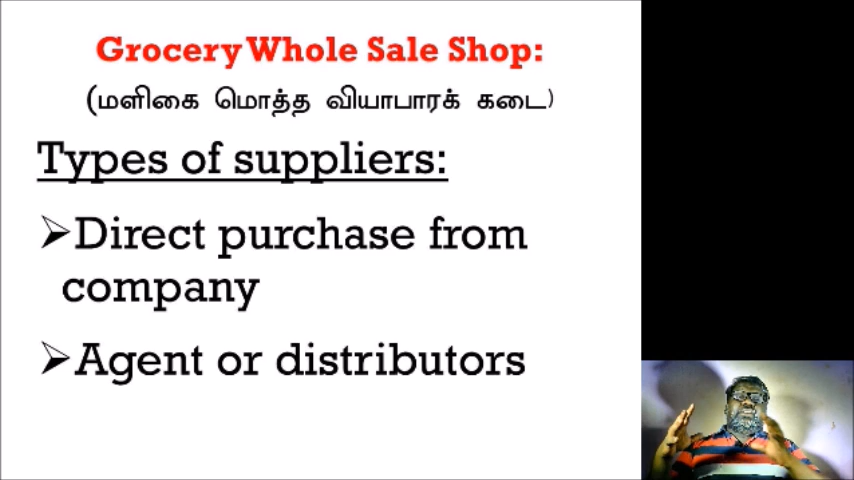 Grocery Whole Sale Shop:
(மளிகை மொத்த வியாபாரக் கடை)
Types of suppliers:
➢Direct purchase from
company
➢Agent or distributors